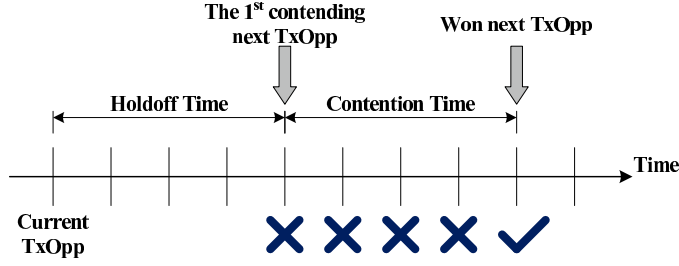 The 1st contending
next TxOpp
Won next TxOpp
Holdoff Time
Contention Time
Time
Current
TxOpp